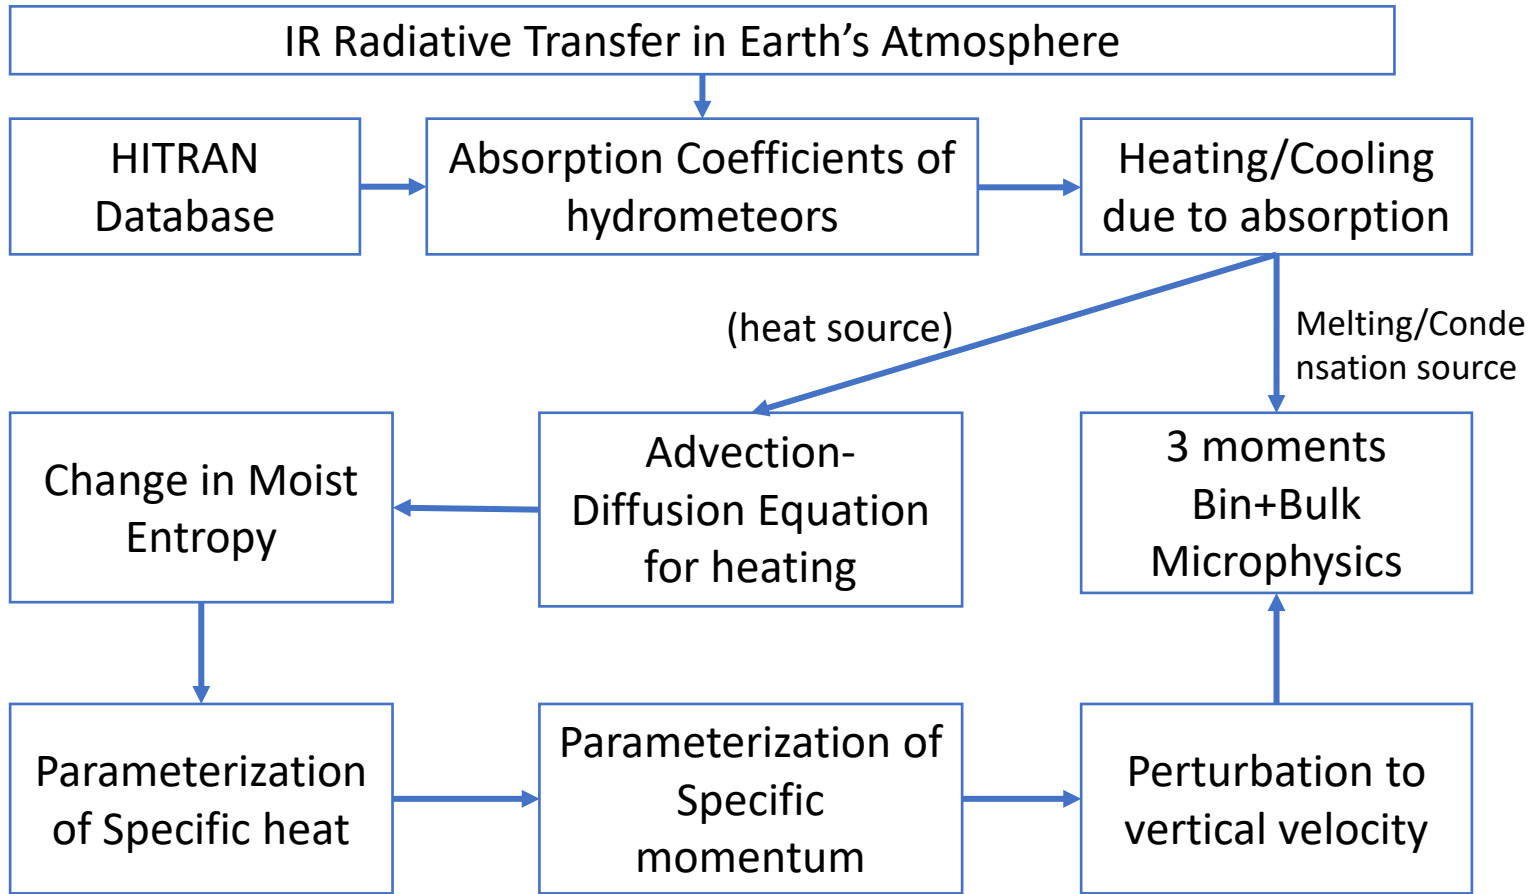 IR Radiative Transfer in Earth’s Atmosphere
HITRAN
Database
Absorption Coefficients of
hydrometeors
Heating/Cooling
due to absorption
(heat source)
Melting/Conde
nsation source
Change in Moist
Entropy
Advection-
Diffusion Equation
for heating
3 moments
Bin+Bulk
Microphysics
Parameterization
of Specific heat
Parameterization of
Specific
momentum
Perturbation to
vertical velocity